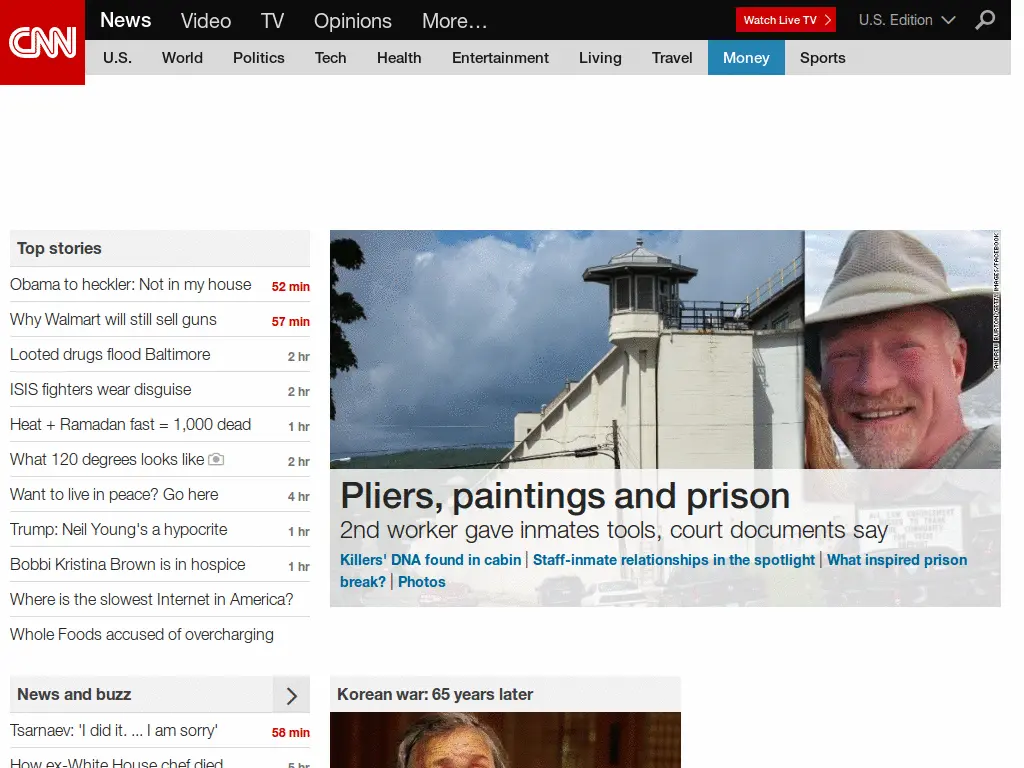 CNN
News Video TV Opinions More...
Watch Live TV
U.S. Edition
U.S. World Politics Tech Health Entertainment Living Travel Money Sports
Top stories
Obama to heckler: Not in my house 52 min
Why Walmart will still sell guns 57 min
Looted drugs flood Baltimore 2 hr
ISIS fighters wear disguise 2 hr
Heat + Ramadan fast = 1,000 dead 1 hr
What 120 degrees looks like 2 hr
Want to live in peace? Go here 4 hr
Trump: Neil Young's a hypocrite 1 hr
Bobbi Kristina Brown is in hospice 1 hr
Where is the slowest Internet in America?
Whole Foods accused of overcharging
ANDREW BURTON/GETTY IMAGES/FACEBOOK
Pliers, paintings and prison
2nd worker gave inmates tools, court documents say
Killers' DNA found in cabin | Staff-inmate relationships in the spotlight | What inspired prison
break? | Photos
News and buzz
Tsarnaev: 'I did it. ... I am sorry' 58 min
How ex-White House chef died 5 hr
Korean war: 65 years later